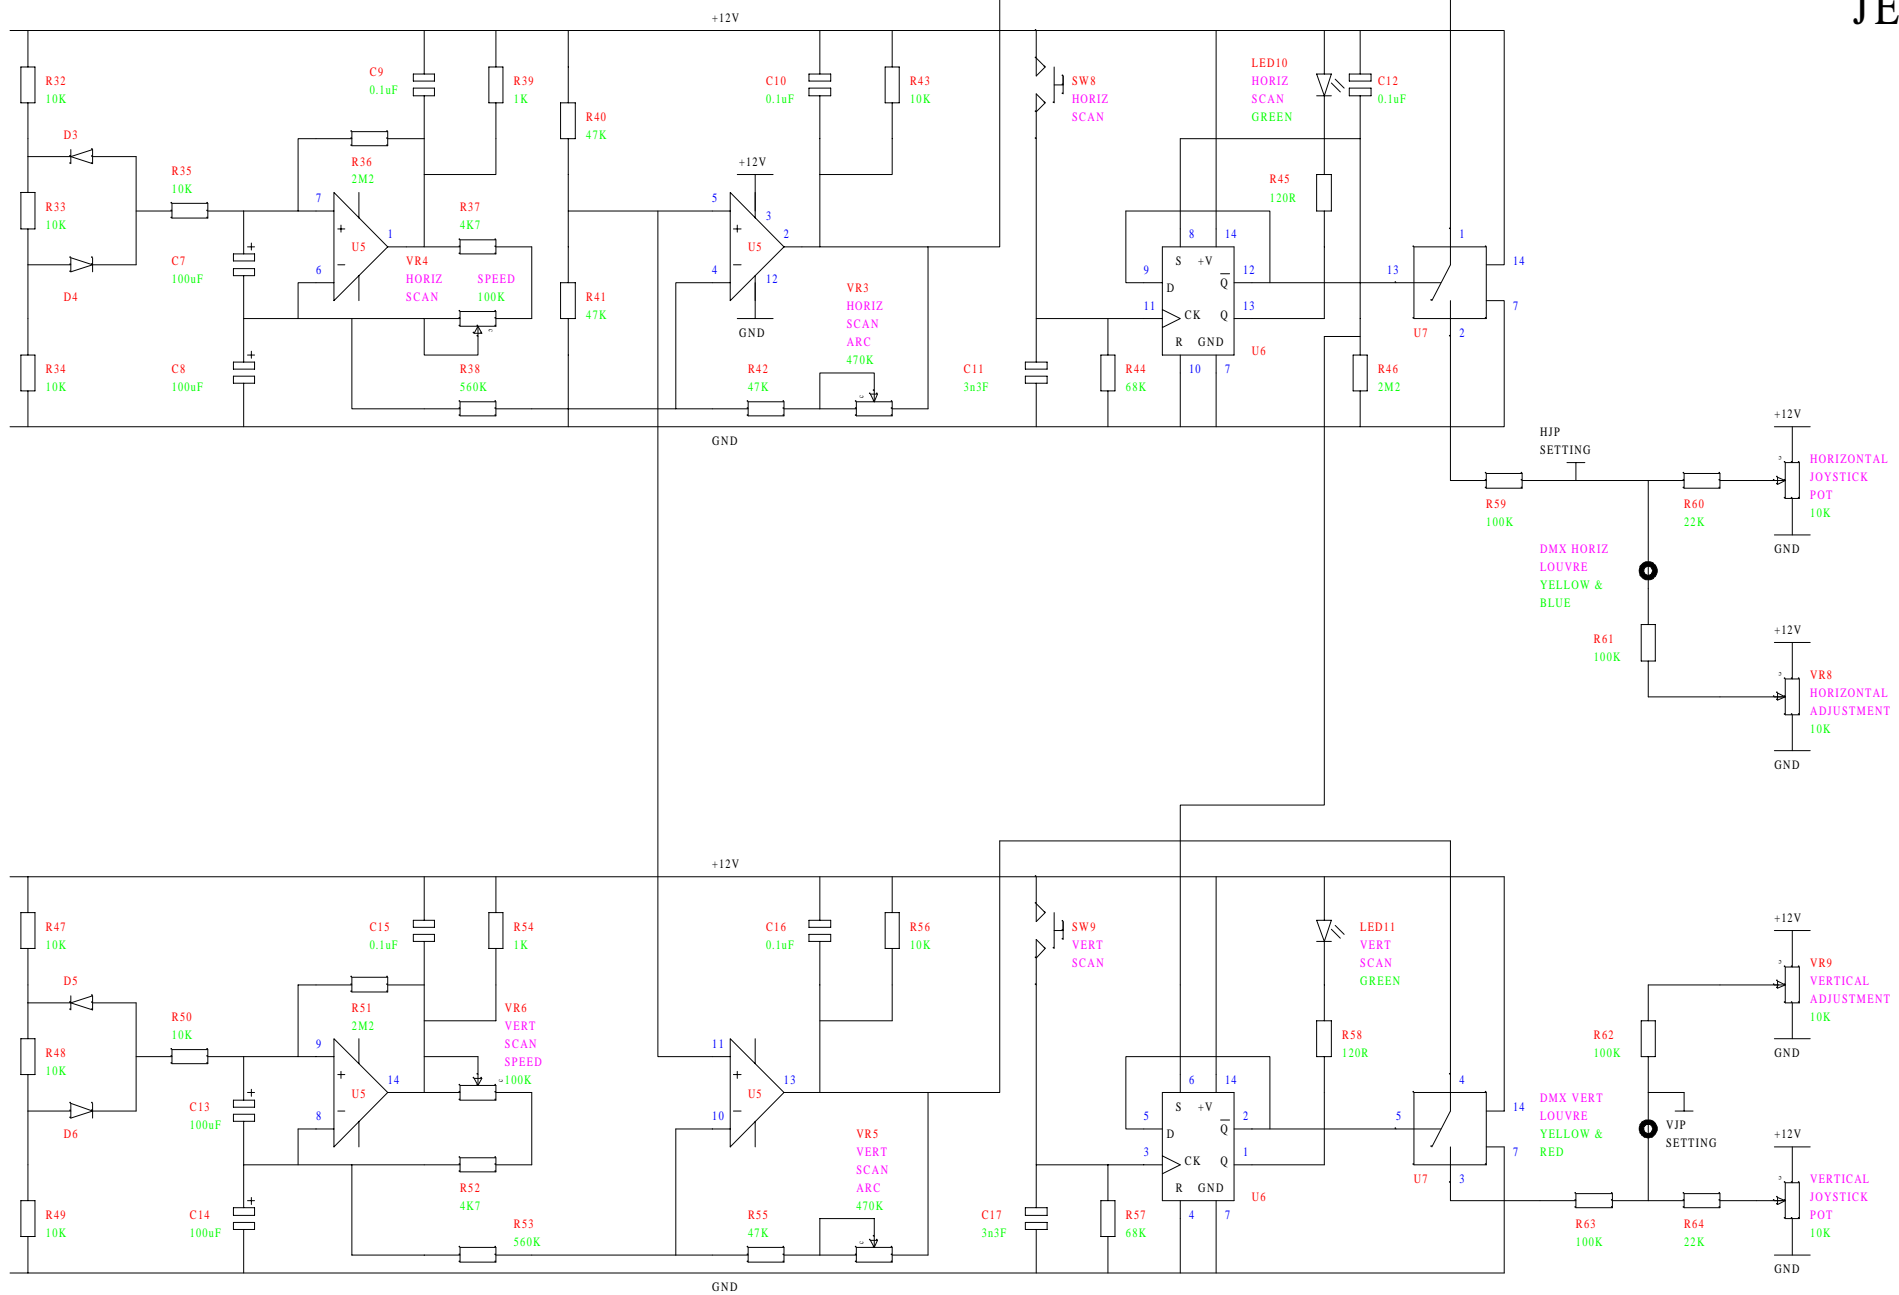 JE
+12V
R32
10K
C9
0.1uF
R39
1K
C10
0.1uF
R43
10K
SW8
HORIZ
SCAN
LED10
HORIZ
SCAN
GREEN
C12
0.1uF
R40
47K
D3
R35
10K
R36
2M2
+12V
R45
120R
R33
10K
7
+
U5
1
6
−
R37
4K7
5
+
3
U5
2
4
−
12
GND
8
14
S
+V
9
D
12
Q
11
CK
Q
13
R
GND
10
7
U6
13
1
14
7
U7
2
D4
C7
100uF
+
VR4
HORIZ
SCAN
SPEED
100K
R41
47K
VR3
HORIZ
SCAN
ARC
470K
R34
10K
C8
100uF
+
R38
560K
R42
47K
C11
3n3F
R44
68K
R46
2M2
GND
HJP
SETTING
+12V
HORIZONTAL
JOYSTICK
POT
10K
GND
R59
100K
R60
22K
DMX HORIZ
LOUVRE
YELLOW &
BLUE
R61
100K
+12V
VR8
HORIZONTAL
ADJUSTMENT
10K
GND
+12V
R47
10K
C15
0.1uF
R54
1K
C16
0.1uF
R56
10K
SW9
VERT
SCAN
LED11
VERT
SCAN
GREEN
+12V
VR9
VERTICAL
ADJUSTMENT
10K
GND
D5
R50
10K
R51
2M2
VR6
VERT
SCAN
SPEED
100K
R48
10K
9
+
U5
14
8
−
11
+
U5
13
10
−
R58
120R
R62
100K
6
14
S
+V
5
D
2
Q
3
CK
Q
1
R
GND
4
7
U6
5
4
14
7
U7
3
D6
C13
100uF
+
VR5
VERT
SCAN
ARC
470K
DMX VERT
LOUVRE
YELLOW &
RED
VJP
SETTING
+12V
VERTICAL
JOYSTICK
POT
10K
GND
R49
10K
C14
100uF
+
R52
4K7
R53
560K
R55
47K
C17
3n3F
R57
68K
R63
100K
R64
22K
GND